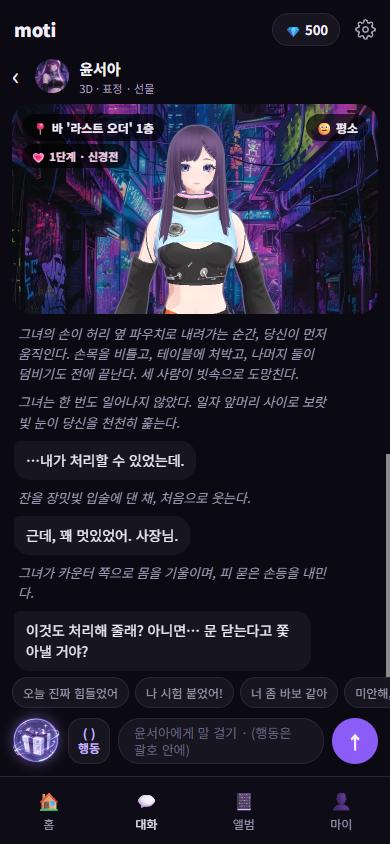 moti
500
윤서아
3D · 표정 · 선물
바 '라스트 오더' 1층
평소
1단계 · 신경전
그녀의 손이 허리 옆 파우치로 내려가는 순간, 당신이 먼저
움직인다. 손목을 비틀고, 테이블에 처박고, 나머지 둘이
덤비기도 전에 끝난다. 세 사람이 빗속으로 도망친다.
그녀는 한 번도 일어나지 않았다. 일자 앞머리 사이로 보랏
빛 눈이 당신을 천천히 훑는다.
…내가 처리할 수 있었는데.
잔을 장밋빛 입술에 댄 채, 처음으로 웃는다.
근데, 꽤 멋있었어. 사장님.
그녀가 카운터 쪽으로 몸을 기울이며, 피 묻은 손등을 내민
다.
이것도 처리해 줄래? 아니면… 문 닫는다고 쫓
아낼 거야?
오늘 진짜 힘들었어
나 시험 붙었어!
너 좀 바보 같아
미안해,
( )
행동
윤서아에게 말 걸기 · (행동은
괄호 안에)
홈
대화
앨범
마이